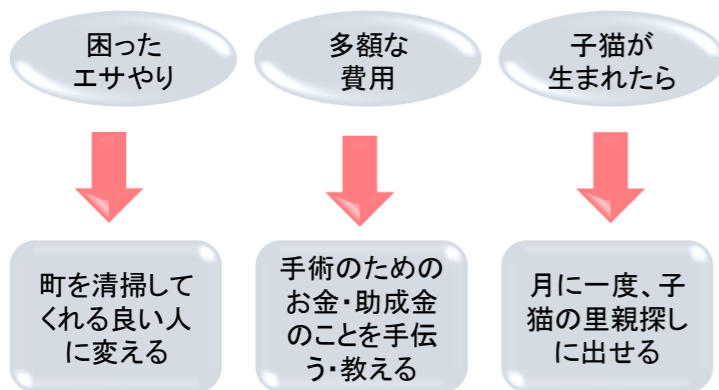 困った
エサやり
多額な
費用
子猫が
生まれたら
町を清掃して
くれる良い人
に変える
手術のための
お金・助成金
のことを手伝
う・教える
月に一度、子
猫の里親探し
に出せる